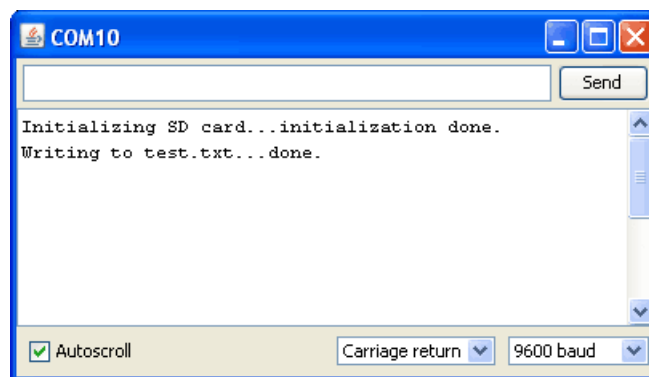 COM10
Send
Initializing SD card...initialization done.
Writing to test.txt...done.
Autoscroll
Carriage return
9600 baud